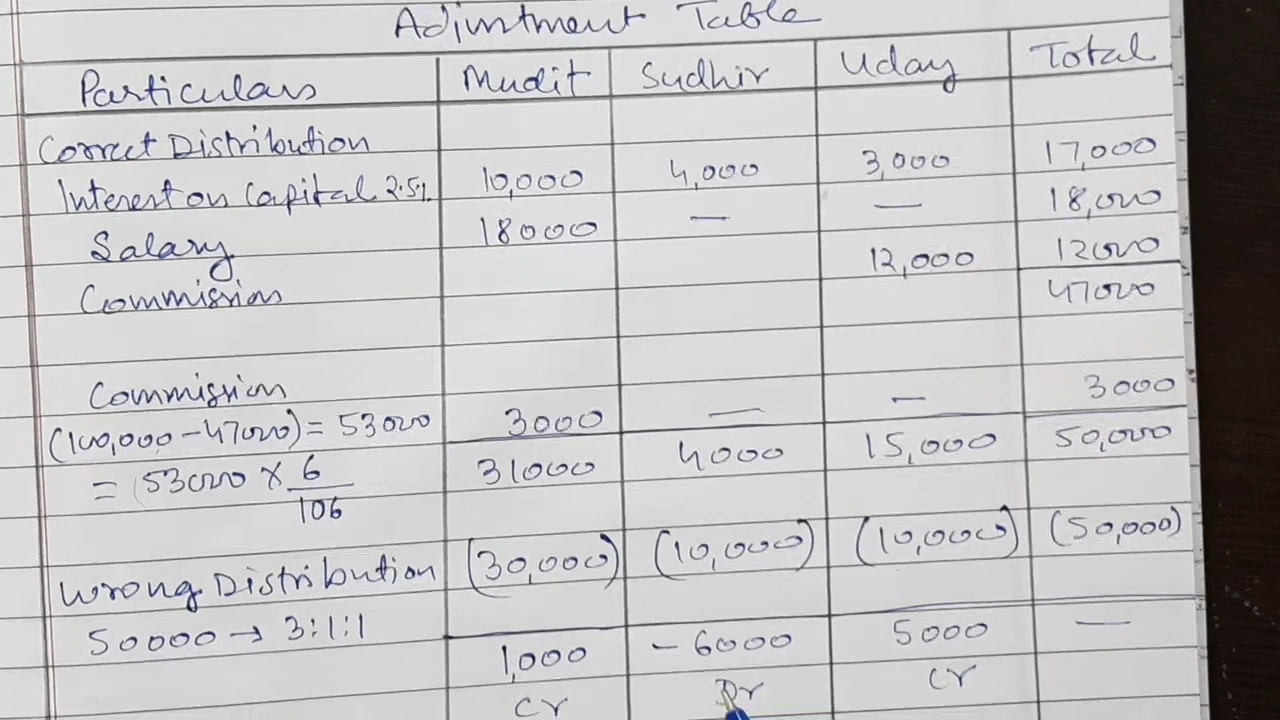 Adjustment Table
Particulars Mudit Sudhir Uday Total
Correct Distribution
Interest on Capital 2.5% 10,000 4,000 3,000 17,000
Salary 18000 — — 18,000
Commission 12,000 12000
47000
Commission
(100,000-47000)= 53000 3000 — — 3000
= 53000 × 6/106 31000 4000 15,000 50,000
Wrong Distribution (30,000) (10,000) (10,000) (50,000)
50000 → 3:1:1
1,000 - 6000 5000 —
Cr Dr Cr